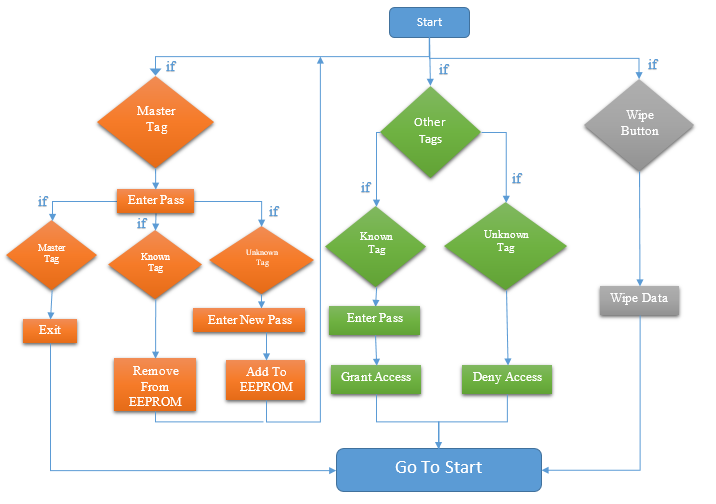 Start
if
if
if
Master
Tag
Other
Tags
Wipe
Button
Enter Pass
if
if
if
if
if
Master
Tag
Known
Tag
Unknown
Tag
Known
Tag
Unknown
Tag
Exit
Enter New Pass
Enter Pass
Wipe Data
Remove
From
EEPROM
Add To
EEPROM
Grant Access
Deny Access
Go To Start